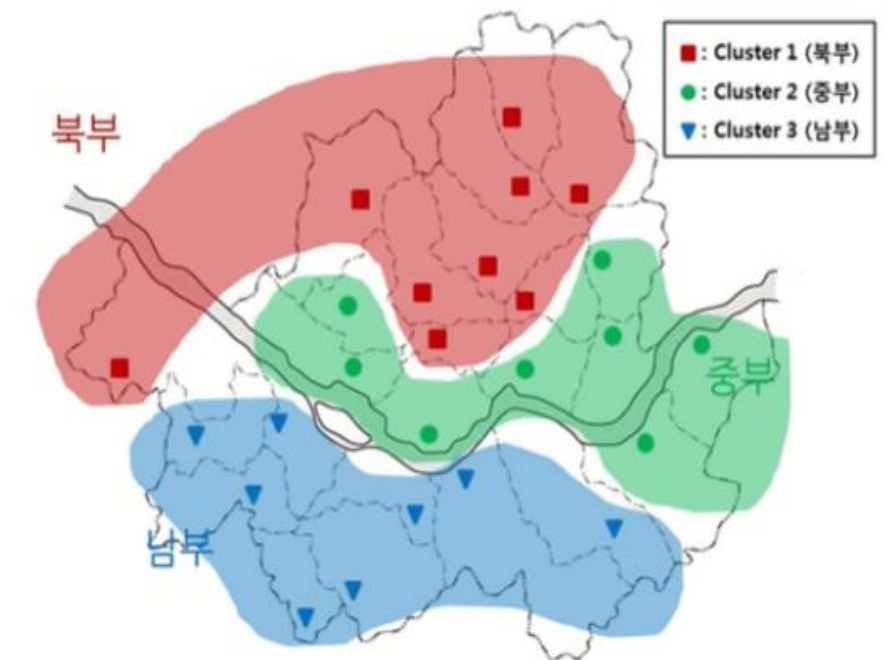 ■: Cluster 1 (북부)
●: Cluster 2 (중부)
▼: Cluster 3 (남부)
북부
중부
남부